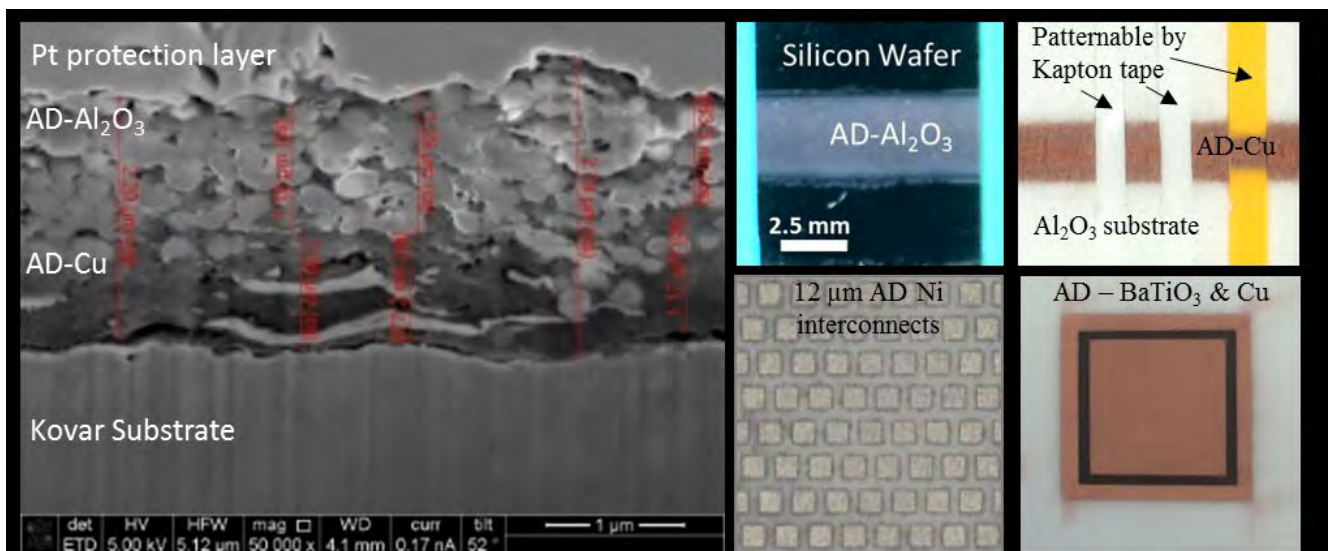 Pt protection layer
AD-Al₂O₃
AD-Cu
Kovar Substrate
det HV HFW mag □ WD curr tilt
ETD 5.00 kV 5.12 µm 50 000 x 4.1 mm 0.17 nA 52 °
1 µm
Silicon Wafer
AD-Al₂O₃
2.5 mm
Patternable by
Kapton tape
AD-Cu
Al₂O₃ substrate
12 µm AD Ni
interconnects
AD – BaTiO₃ & Cu